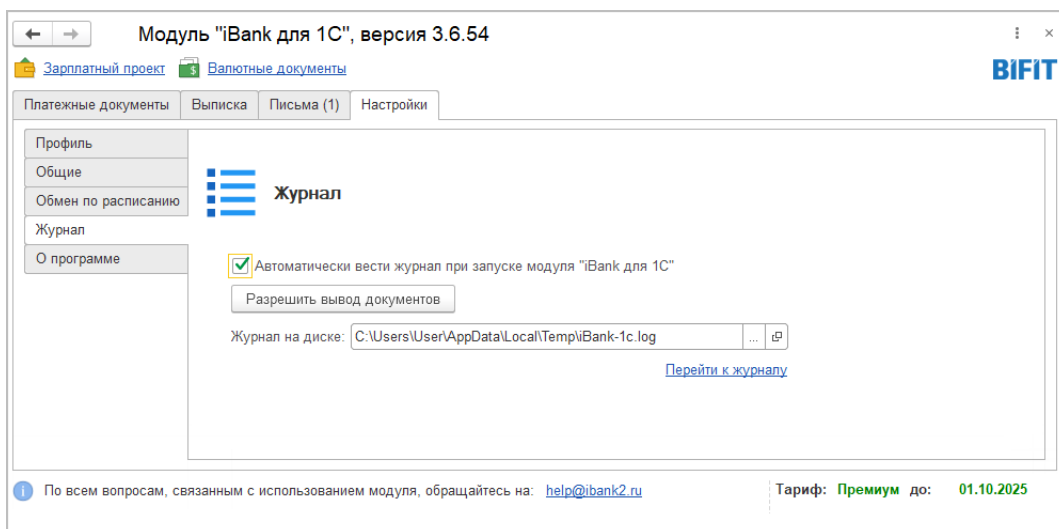 Модуль "iBank для 1С", версия 3.6.54
Зарплатный проект Валютные документы
BIFIT
Платежные документы Выписка Письма (1) Настройки
Профиль
Общие
Обмен по расписанию
Журнал
О программе
Журнал
Автоматически вести журнал при запуске модуля "iBank для 1С"
Разрешить вывод документов
Журнал на диске: C:\Users\User\AppData\Local\Temp\iBank-1c.log ...
Перейти к журналу
По всем вопросам, связанным с использованием модуля, обращайтесь на: help@ibank2.ru
Тариф: Премиум до: 01.10.2025